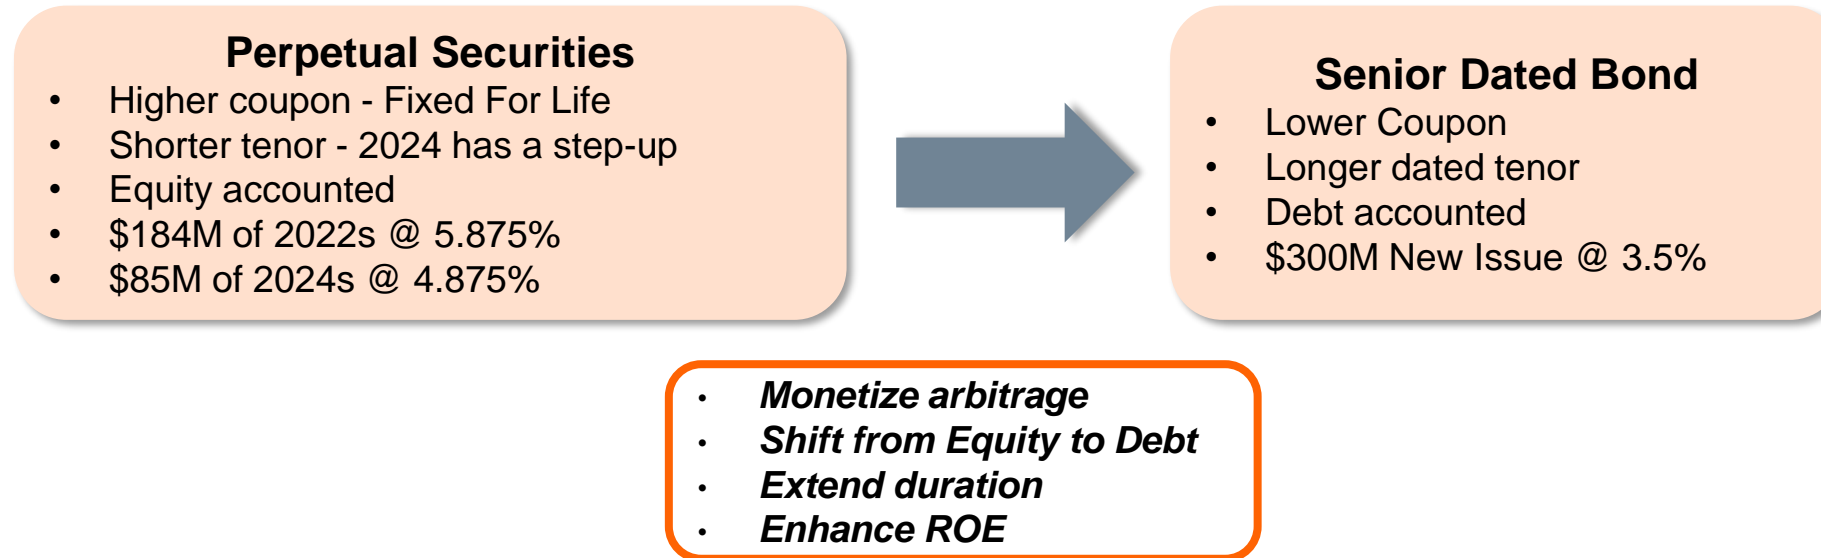 Perpetual Securities
• Higher coupon - Fixed For Life
• Shorter tenor - 2024 has a step-up
• Equity accounted
• $184M of 2022s @ 5.875%
• $85M of 2024s @ 4.875%
Senior Dated Bond
• Lower Coupon
• Longer dated tenor
• Debt accounted
• $300M New Issue @ 3.5%
• Monetize arbitrage
• Shift from Equity to Debt
• Extend duration
• Enhance ROE